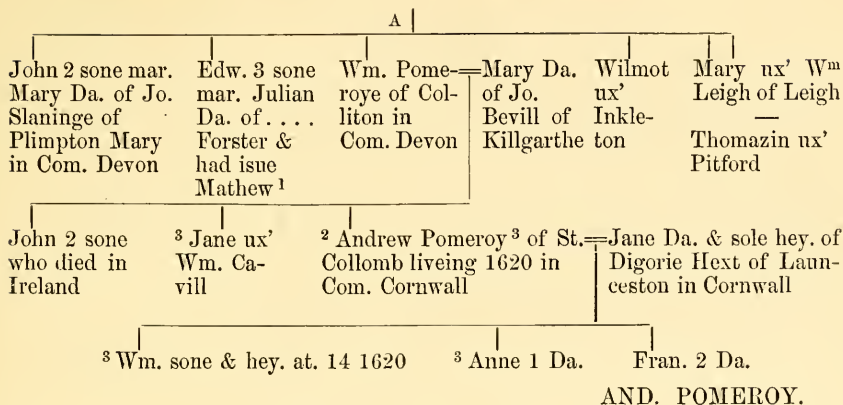 A
John 2 sone mar.
Mary Da. of Jo.
Slaninge of
Plimpton Mary
in Com. Devon
Edw. 3 sone
mar. Julian
Da. of . . . .
Forster &
had isue
Mathew ¹
Wm. Pome-
roye of Col-
liton in
Com. Devon
Mary Da.
of Jo.
Bevill of
Killgarthe
Wilmot
ux'
Inkle-
ton
Mary ux' Wᵐ
Leigh of Leigh
—
Thomazin ux'
Pitford
John 2 sone
who died in
Ireland
³ Jane ux'
Wm. Ca-
vill
² Andrew Pomeroy ³ of St.
Collomb liveing 1620 in
Com. Cornwall
Jane Da. & sole hey. of
Digorie Hext of Laun-
ceston in Cornwall
³ Wm. sone & hey. at. 14 1620
³ Anne 1 Da.
Fran. 2 Da.
AND. POMEROY.